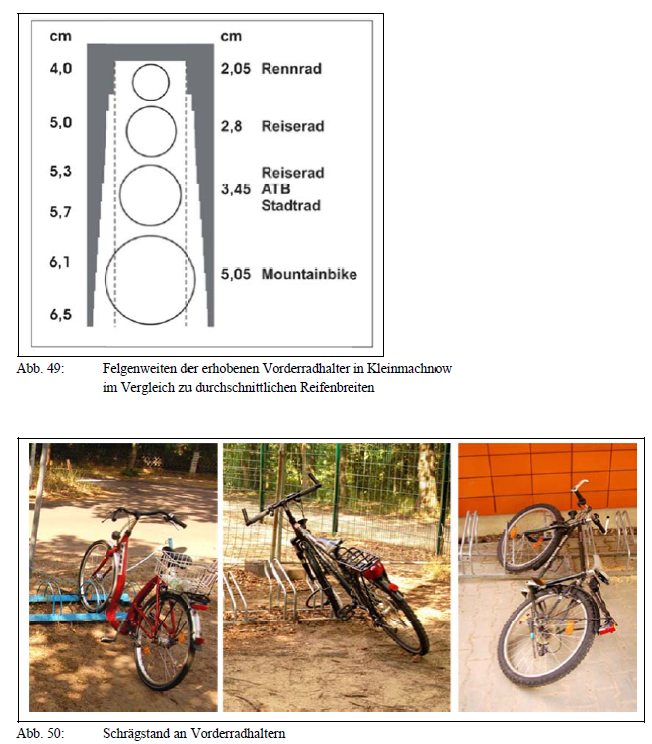 cm cm
4,0 2,05 Rennrad
5,0 2,8 Reiserad
5,3 Reiserad
3,45 ATB
5,7 Stadtrad
6,1 5,05 Mountainbike
6,5
Abb. 49: Felgenweiten der erhobenen Vorderradhalter in Kleinmachnow
im Vergleich zu durchschnittlichen Reifenbreiten
Abb. 50: Schrägstand an Vorderradhaltern